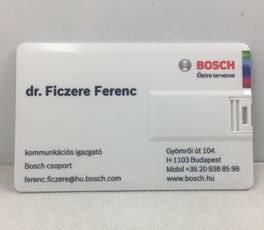 BOSCH
Életre tervezve
dr. Ficzere Ferenc
kommunkációs igazgató
Bosch csoport
ferenc.ficzere@hu.bosch.com
Gyömrői út 104.
H-1103 Budapest
Mobil +36 20 938 85 98
www.bosch.hu